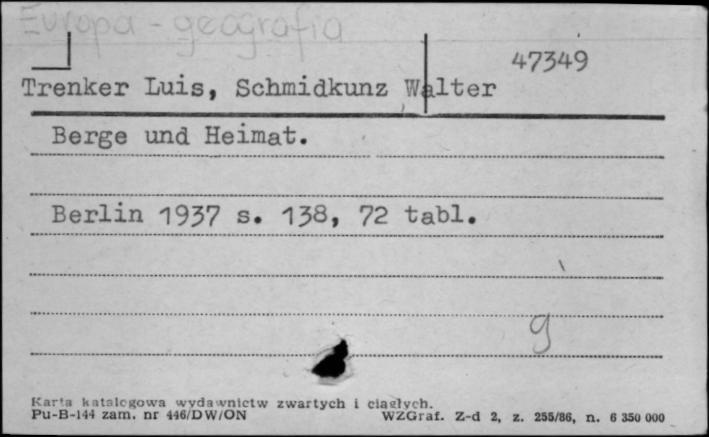 Europa - geografia
47349
Trenker Luis, Schmidkunz Walter
Berge und Heimat.
Berlin 1937 s. 138, 72 tabl.
g
Karta katalogowa wydawnictw zwartych i ciągłych.
Pu-B-144 zam. nr 446/DW/ON WZGraf. Z-d 2, z. 255/86, n. 6 350 000